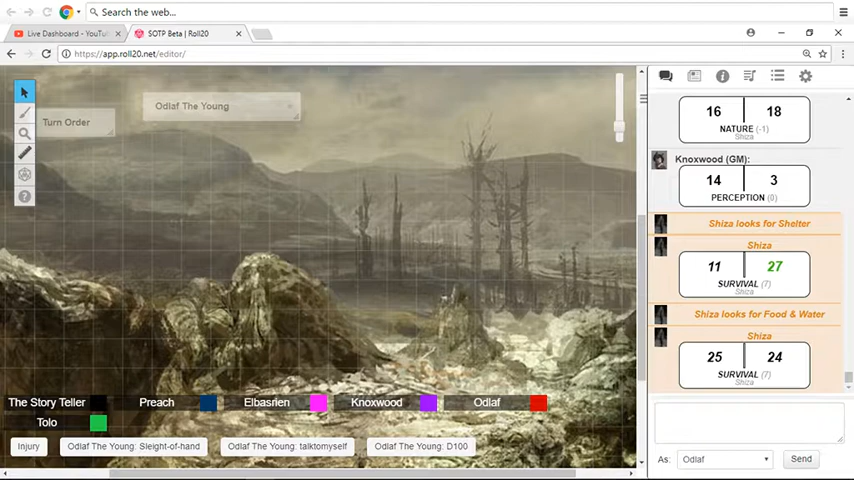 Search the web...
Live Dashboard - YouTu
SOTP Beta | Roll20
https://app.roll20.net/editor/
Odlaf The Young
Turn Order
16 18
NATURE (-1)
Shiza
Knoxwood (GM):
14 3
PERCEPTION (0)
Shiza looks for Shelter
Shiza
11 27
SURVIVAL (7)
Shiza
Shiza looks for Food & Water
Shiza
25 24
SURVIVAL (7)
Shiza
The Story Teller Preach Elbasrien Knoxwood Odlaf
Tolo
Injury Odlaf The Young: Sleight-of-hand Odlaf The Young: talktomyself Odlaf The Young: D100
As: Odlaf Send